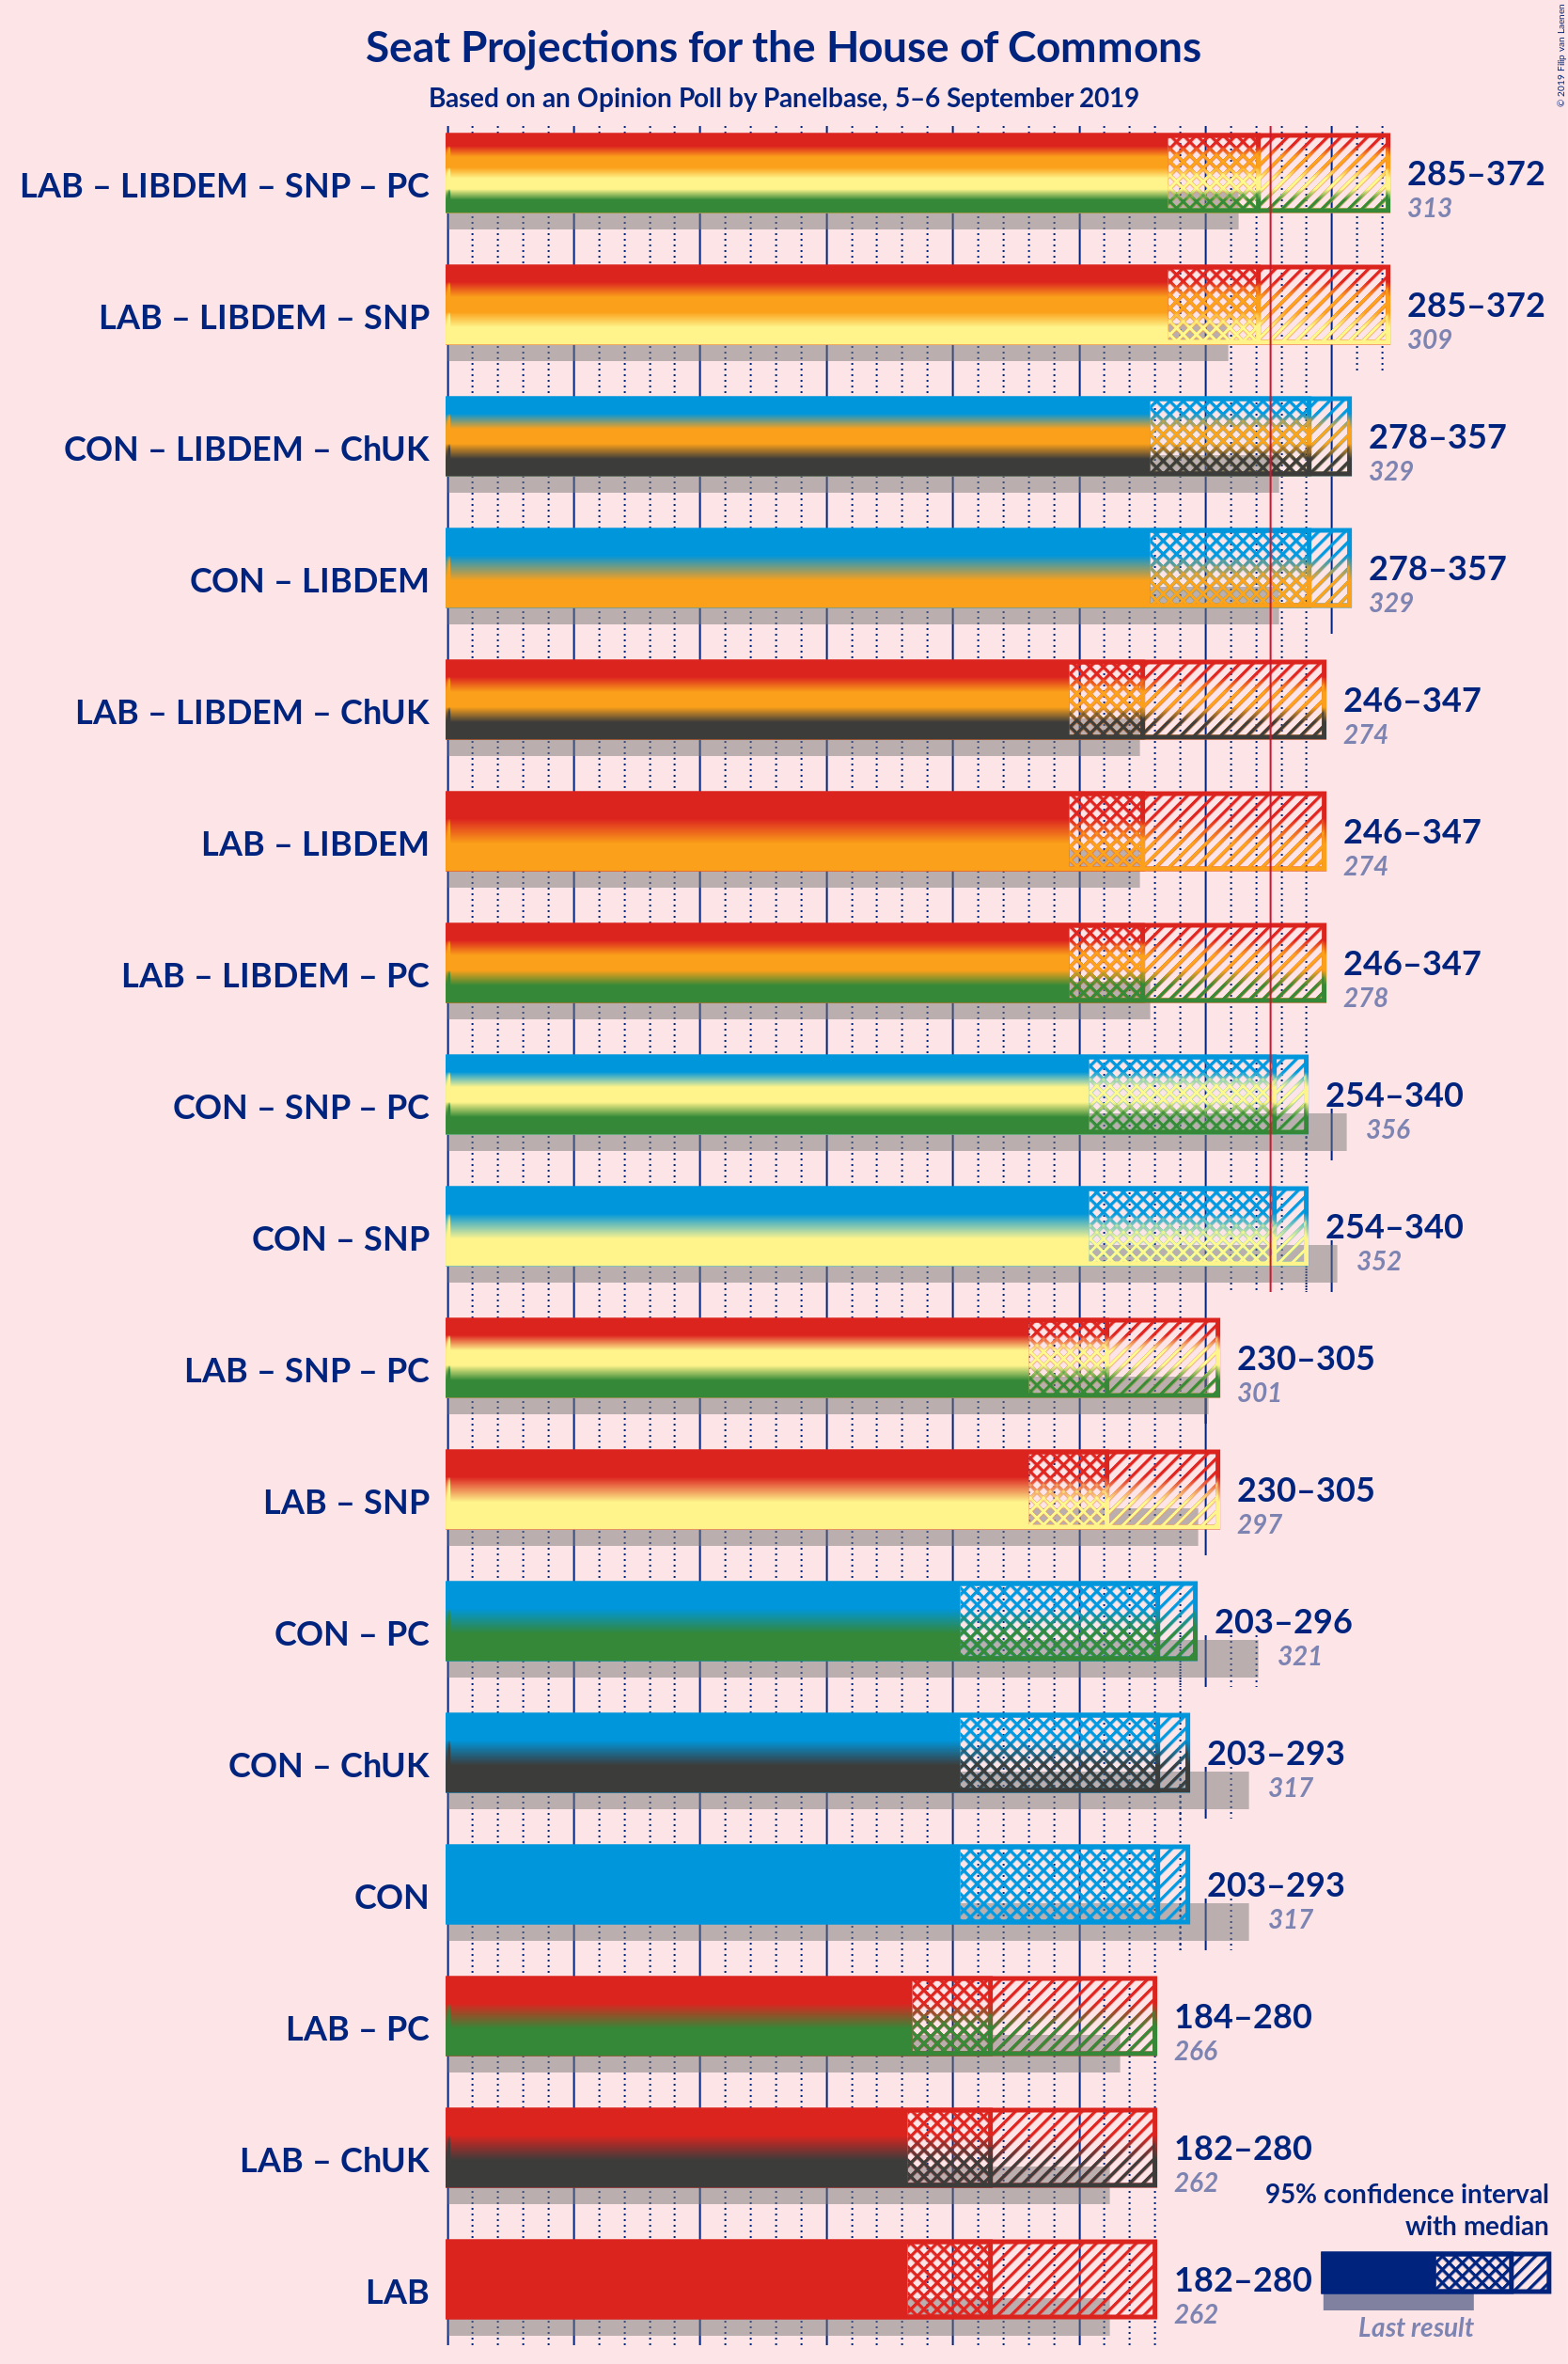 Seat Projections for the House of Commons
Based on an Opinion Poll by Panelbase, 5–6 September 2019
© 2019 Filip van Laenen
LAB – LIBDEM – SNP – PC
285–372
313
LAB – LIBDEM – SNP
285–372
309
CON – LIBDEM – ChUK
278–357
329
CON – LIBDEM
278–357
329
LAB – LIBDEM – ChUK
246–347
274
LAB – LIBDEM
246–347
274
LAB – LIBDEM – PC
246–347
278
CON – SNP – PC
254–340
356
CON – SNP
254–340
352
LAB – SNP – PC
230–305
301
LAB – SNP
230–305
297
CON – PC
203–296
321
CON – ChUK
203–293
317
CON
203–293
317
LAB – PC
184–280
266
LAB – ChUK
182–280
262
LAB
182–280
262
95% confidence interval
with median
Last result